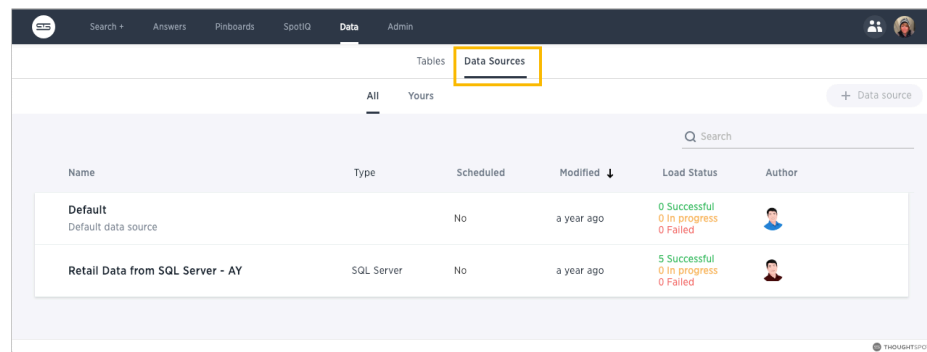 Search + Answers Pinboards SpotIQ Data Admin
Tables Data Sources
All Yours
+ Data source
Search
Name Type Scheduled Modified ↓ Load Status Author
Default
Default data source
No a year ago
0 Successful
0 In progress
0 Failed
Retail Data from SQL Server - AY
SQL Server No a year ago
5 Successful
0 In progress
0 Failed
THOUGHTSPO